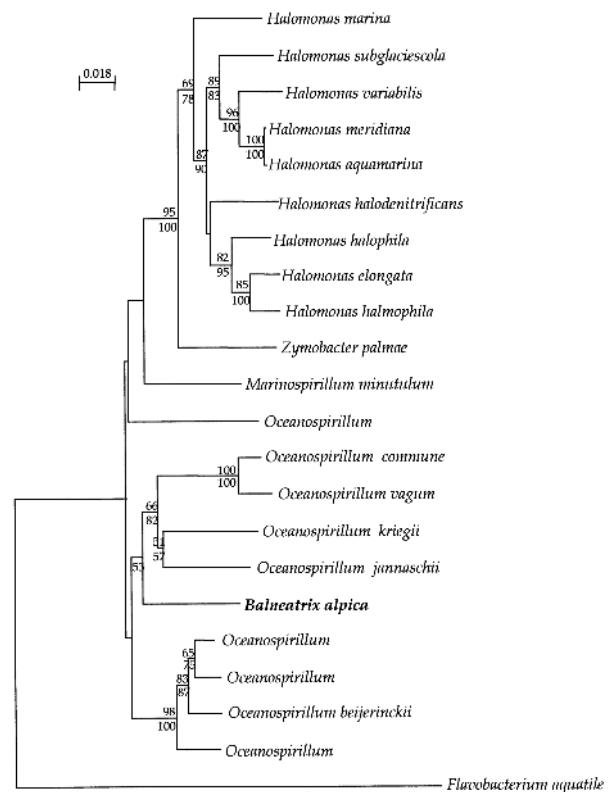 Halomonas marina
Halomonas subglaciescola
0.018
69
78
89
83
Halomonas variabilis
96
100
Halomonas meridiana
100
100
Halomonas aquamarina
87
90
Halomonas halodenitrificans
95
100
Halomonas halophila
82
95
Halomonas elongata
85
100
Halomonas halmophila
Zymobacter palmae
Marinospirillum minutulum
Oceanospirillum
Oceanospirillum commune
100
100
Oceanospirillum vagum
66
82
Oceanospirillum kriegii
57
Oceanospirillum jannaschii
Balneatrix alpica
Oceanospirillum
65
Oceanospirillum
83
87
Oceanospirillum beijerinckii
98
100
Oceanospirillum
Flavobacterium aquatile